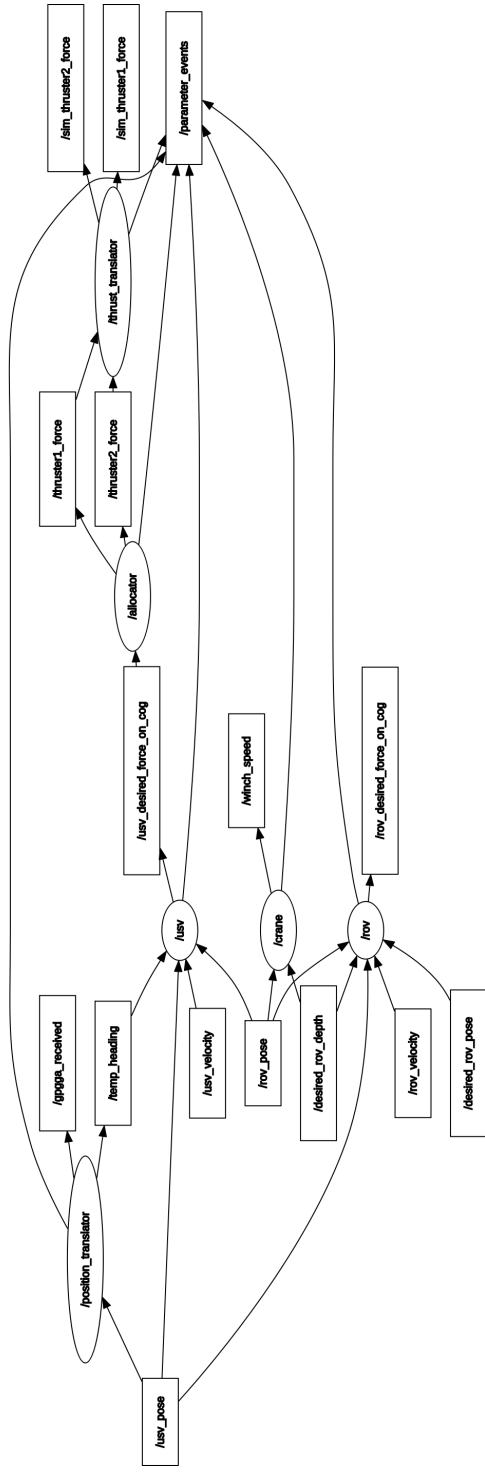 /usv_pose
/position_translator
/gpgga_received
/temp_heading
/usv_velocity
/rov_pose
/desired_rov_depth
/rov_velocity
/desired_rov_pose
/usv
/crane
/rov
/usv_desired_force_on_cog
/winch_speed
/rov_desired_force_on_cog
/allocator
/thruster1_force
/thruster2_force
/thrust_translator
/sim_thruster2_force
/sim_thruster1_force
/parameter_events